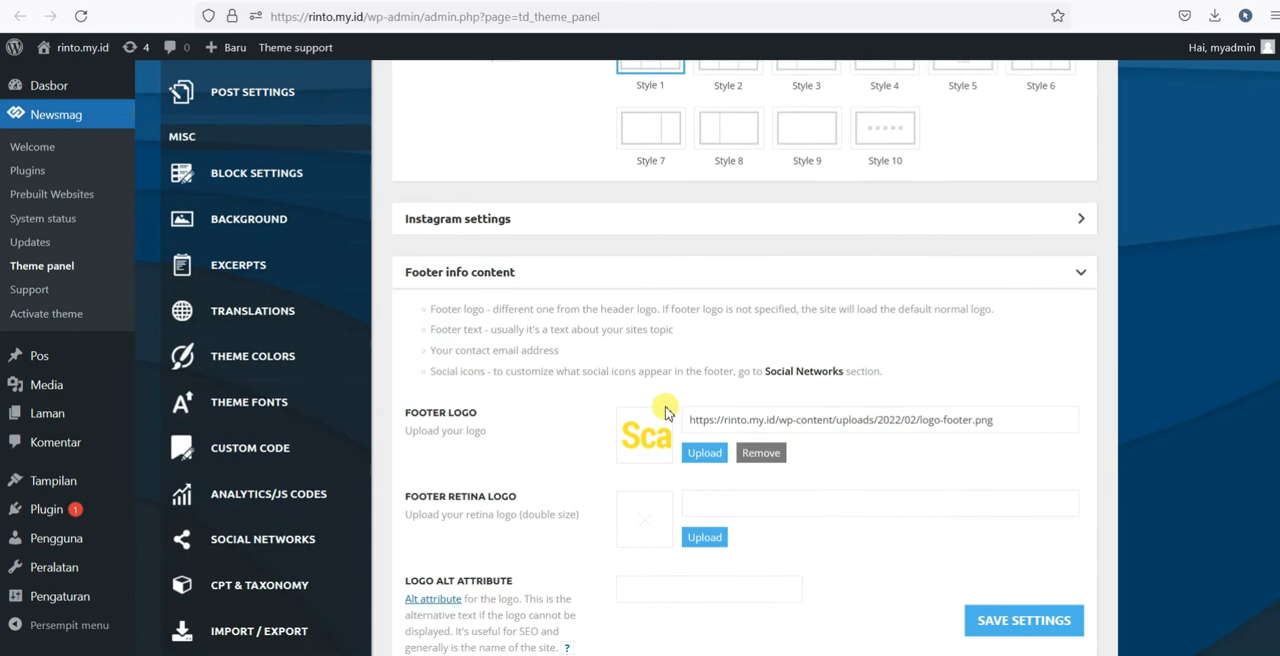 https://rinto.my.id/wp-admin/admin.php?page=td_theme_panel
rinto.my.id 4 0 Baru Theme support Hai, myadmin
Dasbor
Newsmag
Welcome
Plugins
Prebuilt Websites
System status
Updates
Theme panel
Support
Activate theme
Pos
Media
Laman
Komentar
Tampilan
Plugin 1
Pengguna
Peralatan
Pengaturan
Persempit menu
POST SETTINGS
MISC
BLOCK SETTINGS
BACKGROUND
EXCERPTS
TRANSLATIONS
THEME COLORS
THEME FONTS
CUSTOM CODE
ANALYTICS/JS CODES
SOCIAL NETWORKS
CPT & TAXONOMY
IMPORT / EXPORT
Style 1 Style 2 Style 3 Style 4 Style 5 Style 6
Style 7 Style 8 Style 9 Style 10
Instagram settings
Footer info content
Footer logo - different one from the header logo. If footer logo is not specified, the site will load the default normal logo.
Footer text - usually it's a text about your sites topic
Your contact email address
Social icons - to customize what social icons appear in the footer, go to Social Networks section.
FOOTER LOGO
Upload your logo
Sca
https://rinto.my.id/wp-content/uploads/2022/02/logo-footer.png
Upload Remove
FOOTER RETINA LOGO
Upload your retina logo (double size)
Upload
LOGO ALT ATTRIBUTE
Alt attribute for the logo. This is the
alternative text if the logo cannot be
displayed. It's useful for SEO and
generally is the name of the site. ?
SAVE SETTINGS